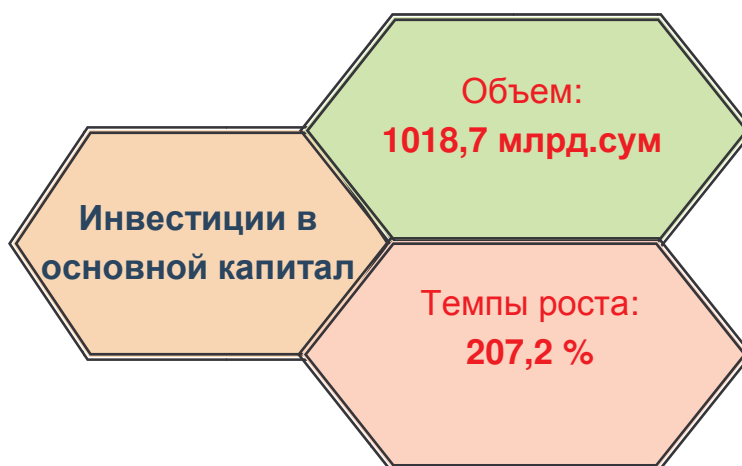 Инвестиции в
основной капитал
Объем:
1018,7 млрд.сум
Темпы роста:
207,2 %